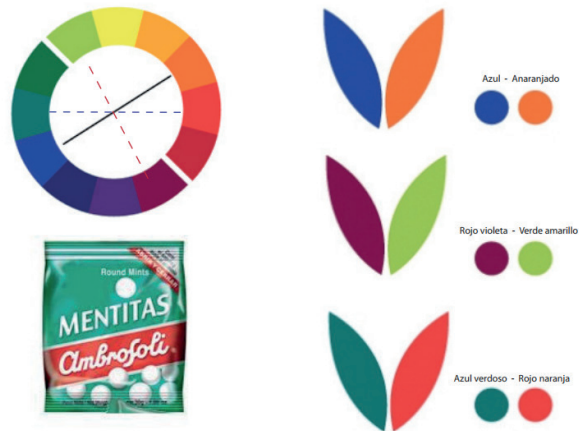 Azul - Anaranjado
Rojo violeta - Verde amarillo
Round Mints
MENTITAS
Ambrosoli
Azul verdoso - Rojo naranja